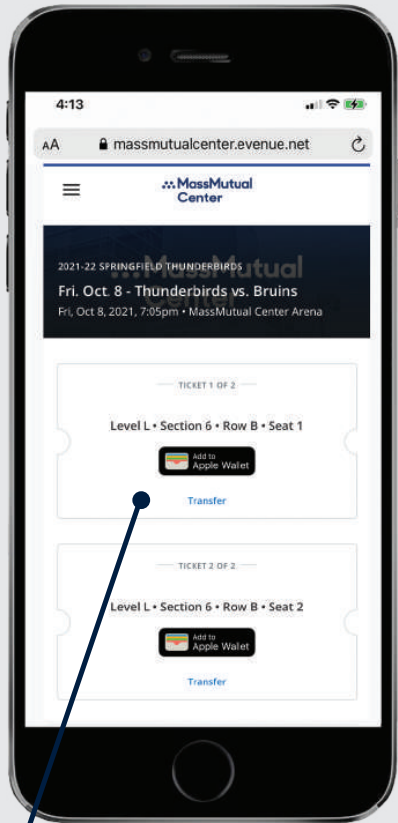 4:13
AA massmutualcenter.evenue.net
MassMutual
Center
MassMutual
Center
2021-22 SPRINGFIELD THUNDERBIRDS
Fri. Oct. 8 - Thunderbirds vs. Bruins
Fri, Oct 8, 2021, 7:05pm • MassMutual Center Arena
TICKET 1 OF 2
Level L • Section 6 • Row B • Seat 1
Add to
Apple Wallet
Transfer
TICKET 2 OF 2
Level L • Section 6 • Row B • Seat 2
Add to
Apple Wallet
Transfer